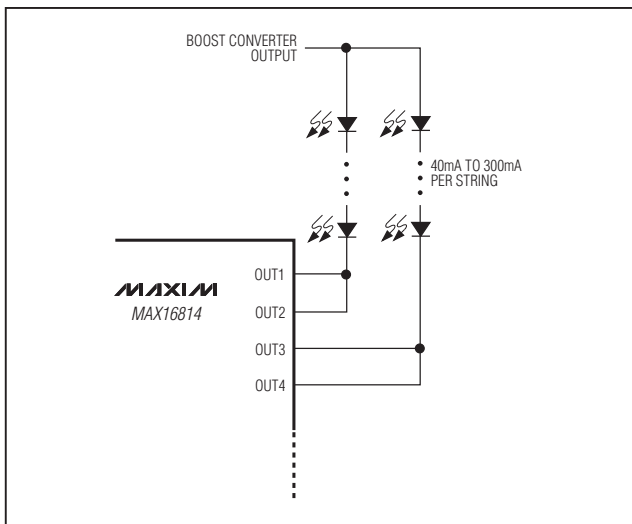 BOOST CONVERTER
OUTPUT
40mA TO 300mA
PER STRING
OUT1
MAXIM
MAX16814
OUT2
OUT3
OUT4